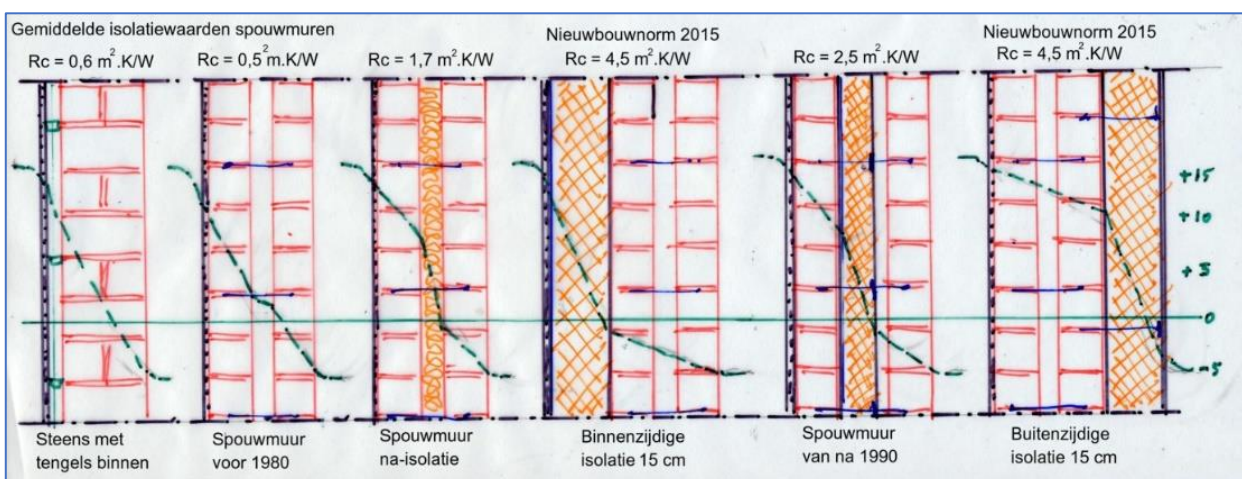 Gemiddelde isolatiewaarden spouwmuren
Nieuwbouwnorm 2015
Nieuwbouwnorm 2015
Rc = 0,6 m².K/W
Rc = 0,5²m.K/W
Rc = 1,7 m².K/W
Rc = 4,5 m².K/W
Rc = 2,5 m².K/W
Rc = 4,5 m².K/W
+15
+10
+5
0
-5
Steens met
tengels binnen
Spouwmuur
voor 1980
Spouwmuur
na-isolatie
Binnenzijdige
isolatie 15 cm
Spouwmuur
van na 1990
Buitenzijdige
isolatie 15 cm